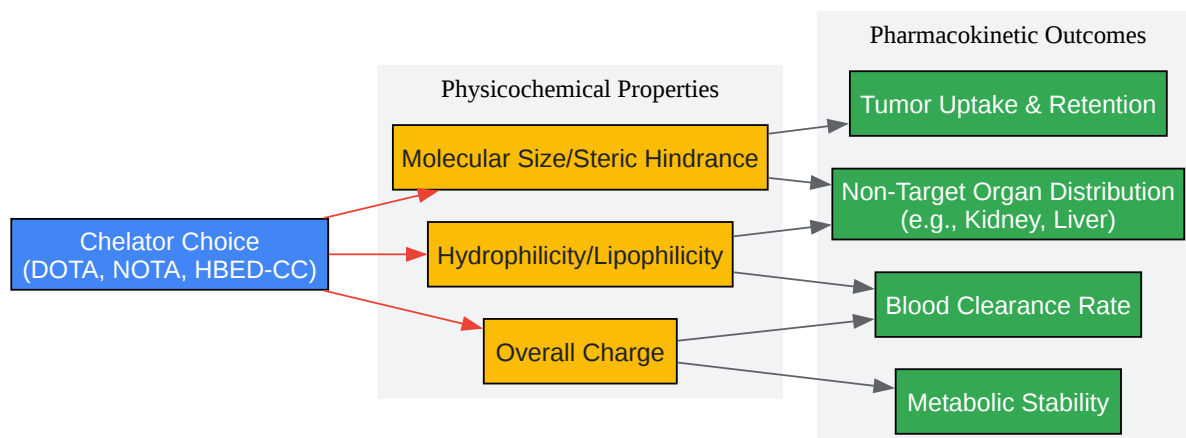 Chelator Choice
(DOTA, NOTA, HBED-CC)
Physicochemical Properties
Molecular Size/Steric Hindrance
Hydrophilicity/Lipophilicity
Overall Charge
Pharmacokinetic Outcomes
Tumor Uptake & Retention
Non-Target Organ Distribution
(e.g., Kidney, Liver)
Blood Clearance Rate
Metabolic Stability